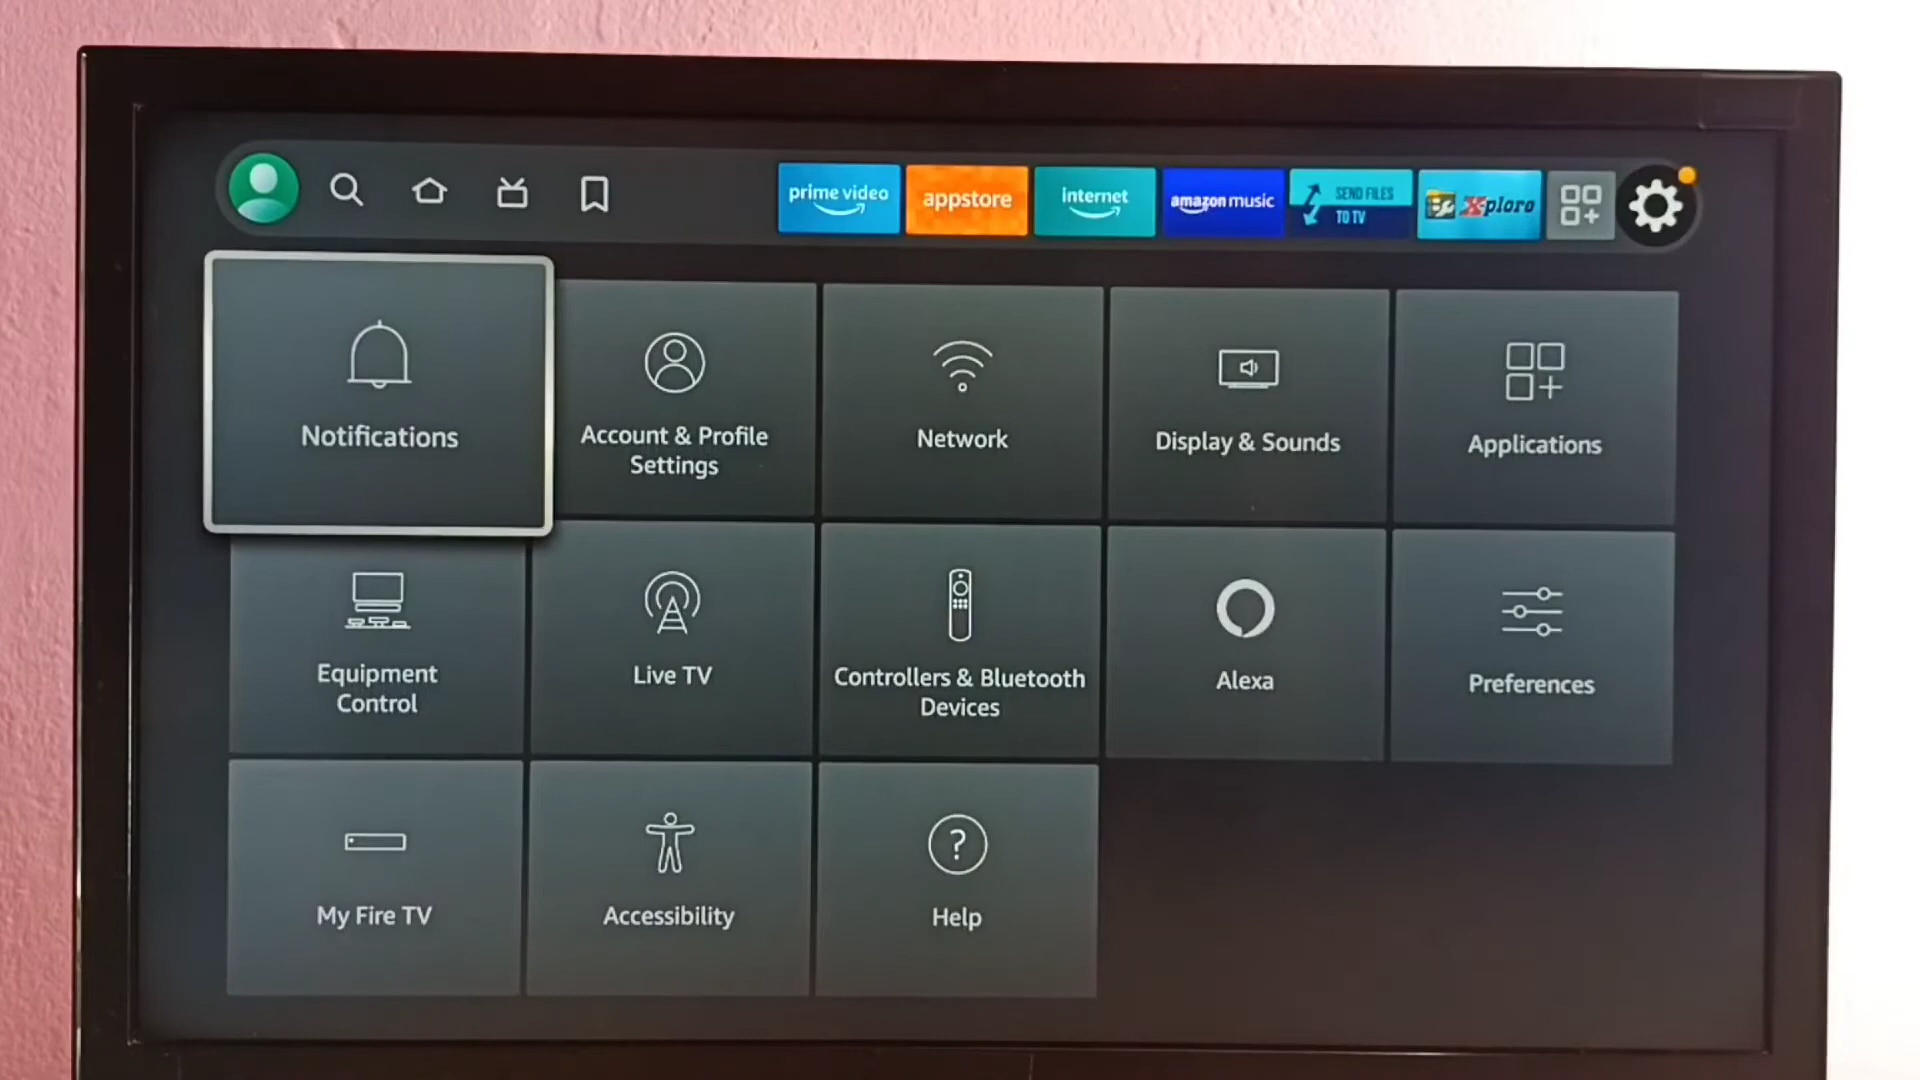 prime video
appstore
internet
amazon music
SEND FILES
TO TV
Xplore
Notifications
Account & Profile
Settings
Network
Display & Sounds
Applications
Equipment
Control
Live TV
Controllers & Bluetooth
Devices
Alexa
Preferences
My Fire TV
Accessibility
?
Help